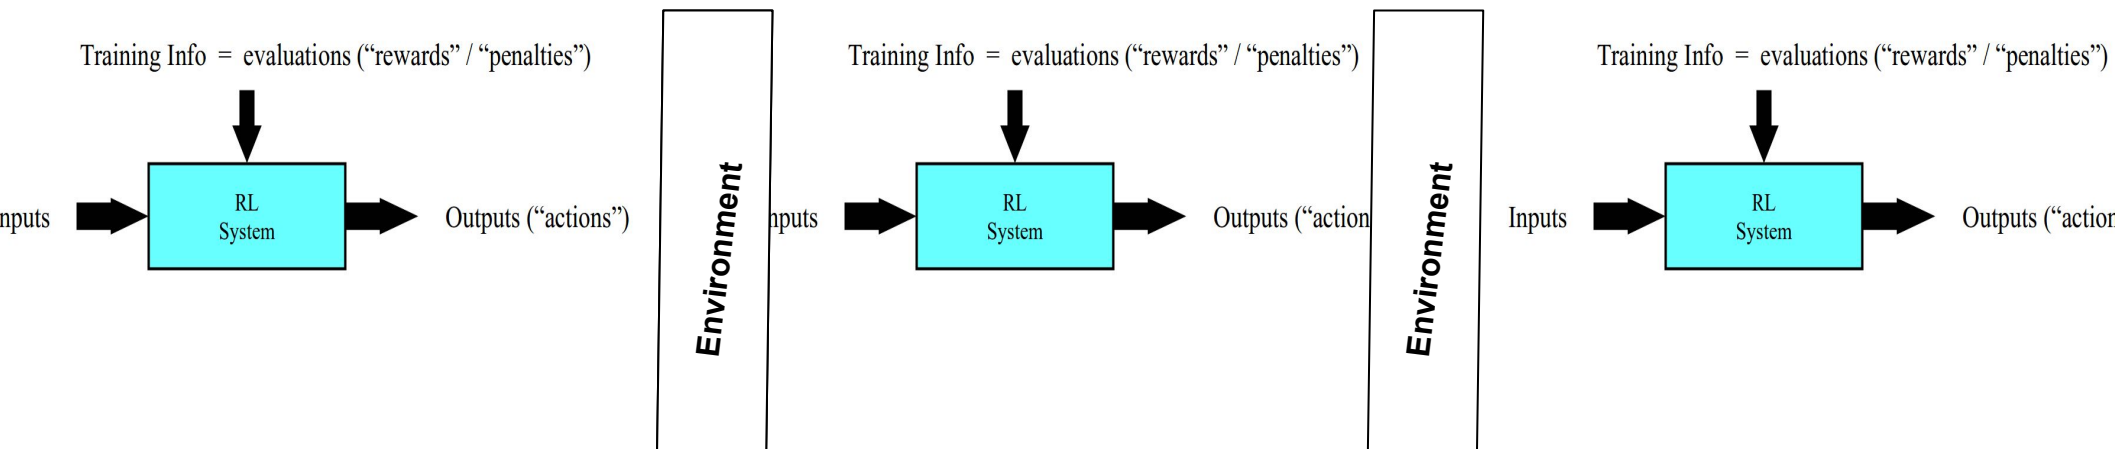 Training Info = evaluations (“rewards” / “penalties”)
nputs
RL
System
Outputs (“actions”)
Environment
Training Info = evaluations (“rewards” / “penalties”)
nputs
RL
System
Outputs (“action
Environment
Training Info = evaluations (“rewards” / “penalties”)
Inputs
RL
System
Outputs (“action